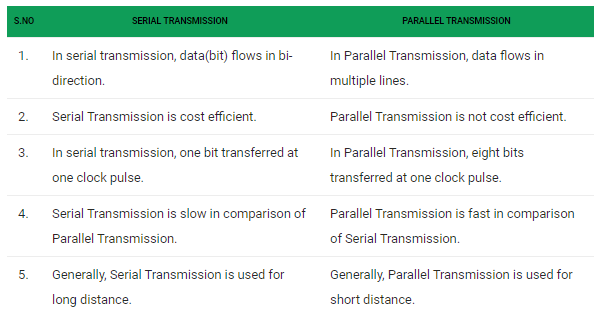 S.NO SERIAL TRANSMISSION PARALLEL TRANSMISSION
1. In serial transmission, data(bit) flows in bi- In Parallel Transmission, data flows in
direction. multiple lines.
2. Serial Transmission is cost efficient. Parallel Transmission is not cost efficient.
3. In serial transmission, one bit transferred at In Parallel Transmission, eight bits
one clock pulse. transferred at one clock pulse.
4. Serial Transmission is slow in comparison of Parallel Transmission is fast in comparison
Parallel Transmission. of Serial Transmission.
5. Generally, Serial Transmission is used for Generally, Parallel Transmission is used for
long distance. short distance.